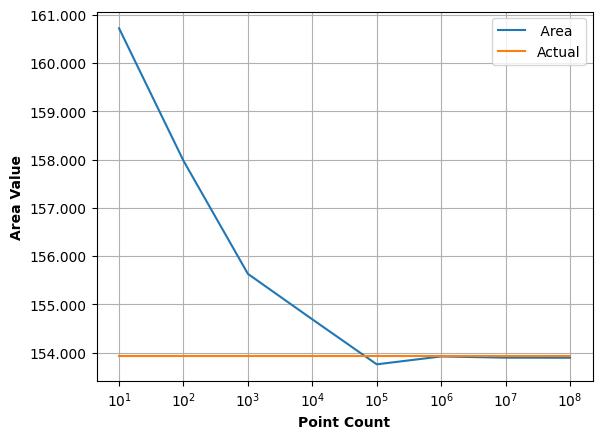 161.000
160.000
159.000
158.000
157.000
156.000
155.000
154.000
Area Value
Area
Actual
10¹ 10² 10³ 10⁴ 10⁵ 10⁶ 10⁷ 10⁸
Point Count